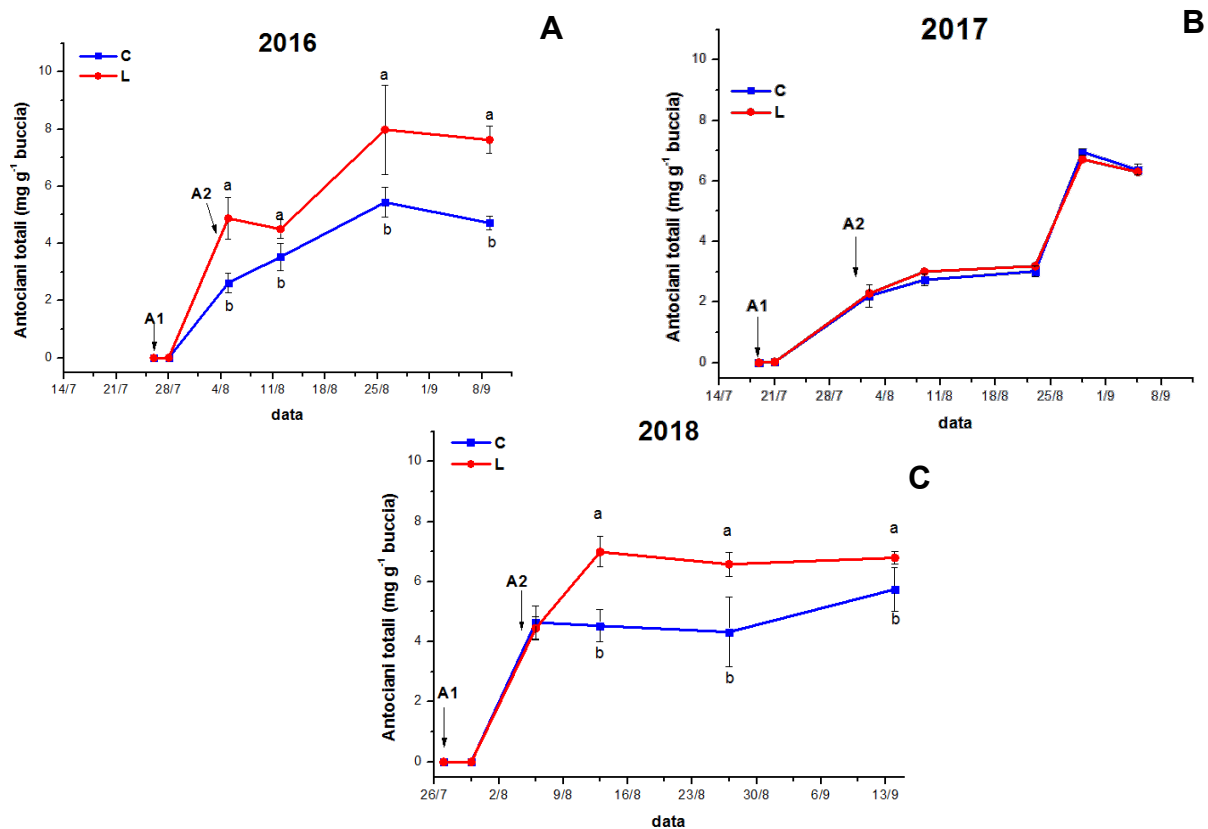 2016
A
C
L
Antociani totali (mg g⁻¹ buccia)
10
8
6
4
2
0
A1
A2
a
a
a
a
b
b
b
b
14/7 21/7 28/7 4/8 11/8 18/8 25/8 1/9 8/9
data
2017
B
C
L
Antociani totali (mg g⁻¹ buccia)
10
8
6
4
2
0
A1
A2
14/7 21/7 28/7 4/8 11/8 18/8 25/8 1/9 8/9
data
2018
C
C
L
Antociani totali (mg g⁻¹ buccia)
10
8
6
4
2
0
A1
A2
a
a
a
b
b
b
26/7 2/8 9/8 16/8 23/8 30/8 6/9 13/9
data